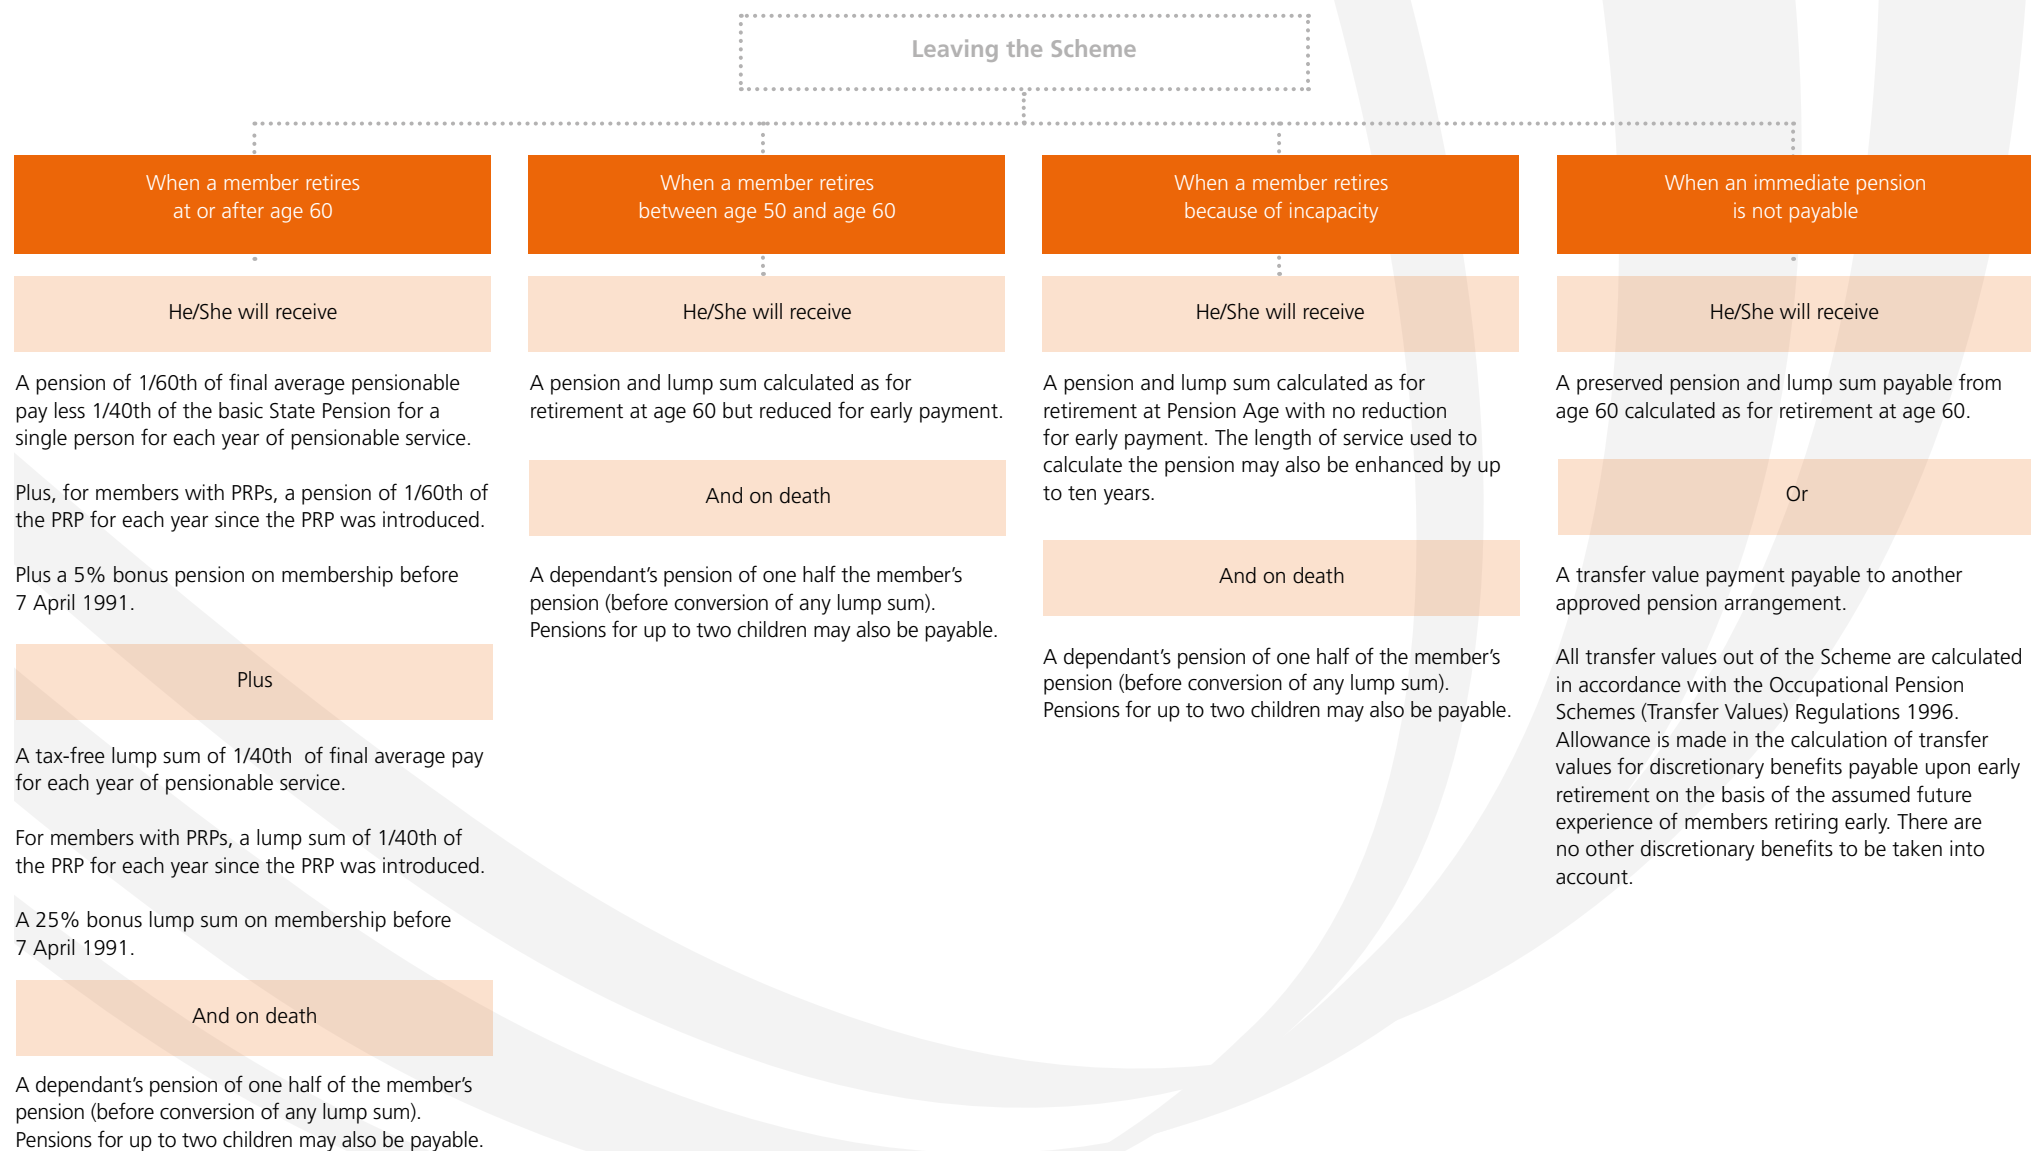 Leaving the Scheme
When a member retires
at or after age 60
He/She will receive
A pension of 1/60th of final average pensionable
pay less 1/40th of the basic State Pension for a
single person for each year of pensionable service.
Plus, for members with PRPs, a pension of 1/60th of
the PRP for each year since the PRP was introduced.
Plus a 5% bonus pension on membership before
7 April 1991.
Plus
A tax-free lump sum of 1/40th of final average pay
for each year of pensionable service.
For members with PRPs, a lump sum of 1/40th of
the PRP for each year since the PRP was introduced.
A 25% bonus lump sum on membership before
7 April 1991.
And on death
A dependant’s pension of one half of the member’s
pension (before conversion of any lump sum).
Pensions for up to two children may also be payable.
When a member retires
between age 50 and age 60
He/She will receive
A pension and lump sum calculated as for
retirement at age 60 but reduced for early payment.
And on death
A dependant’s pension of one half the member’s
pension (before conversion of any lump sum).
Pensions for up to two children may also be payable.
When a member retires
because of incapacity
He/She will receive
A pension and lump sum calculated as for
retirement at Pension Age with no reduction
for early payment. The length of service used to
calculate the pension may also be enhanced by up
to ten years.
And on death
A dependant’s pension of one half of the member’s
pension (before conversion of any lump sum).
Pensions for up to two children may also be payable.
When an immediate pension
is not payable
He/She will receive
A preserved pension and lump sum payable from
age 60 calculated as for retirement at age 60.
Or
A transfer value payment payable to another
approved pension arrangement.
All transfer values out of the Scheme are calculated
in accordance with the Occupational Pension
Schemes (Transfer Values) Regulations 1996.
Allowance is made in the calculation of transfer
values for discretionary benefits payable upon early
retirement on the basis of the assumed future
experience of members retiring early. There are
no other discretionary benefits to be taken into
account.